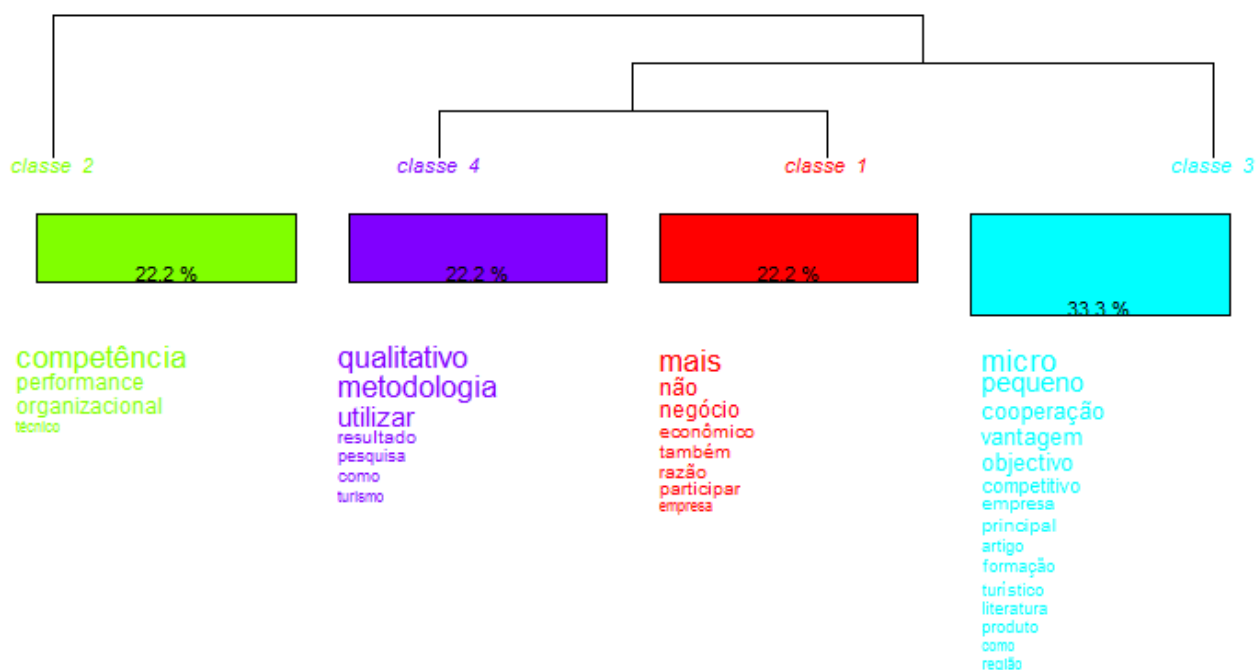 classe 2
classe 4
classe 1
classe 3
22.2 %
22.2 %
22.2 %
33.3 %
competência
performance
organizacional
técnico
qualitativo
metodologia
utilizar
resultado
pesquisa
como
turismo
mais
não
negócio
econômico
também
razão
participar
empresa
micro
pequeno
cooperação
vantagem
objectivo
competitivo
empresa
principal
artigo
formação
turístico
literatura
produto
como
região